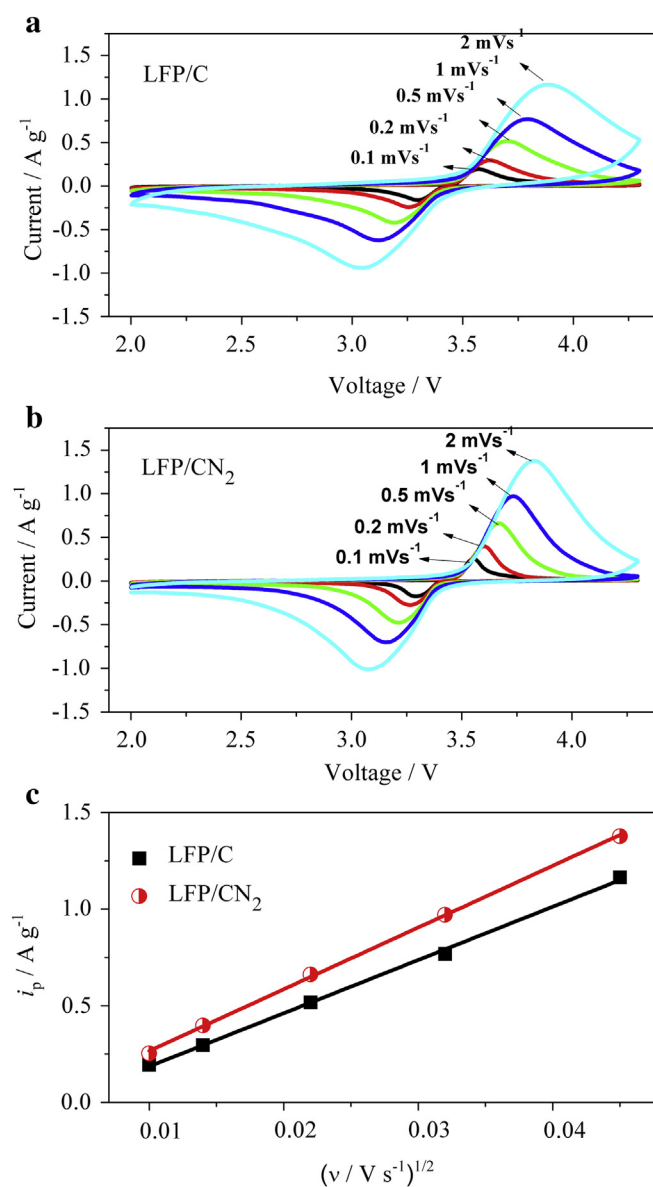 a
LFP/C
2 mVs⁻¹
1 mVs⁻¹
0.5 mVs⁻¹
0.2 mVs⁻¹
0.1 mVs⁻¹
1.5
1.0
0.5
0.0
-0.5
-1.0
-1.5
Current / A g⁻¹
2.0 2.5 3.0 3.5 4.0
Voltage / V
b
LFP/CN₂
2 mVs⁻¹
1 mVs⁻¹
0.5 mVs⁻¹
0.2 mVs⁻¹
0.1 mVs⁻¹
1.5
1.0
0.5
0.0
-0.5
-1.0
-1.5
Current / A g⁻¹
2.0 2.5 3.0 3.5 4.0
Voltage / V
c
LFP/C
LFP/CN₂
1.5
1.0
0.5
0.0
iₚ / A g⁻¹
0.01 0.02 0.03 0.04
(ν / V s⁻¹)¹/²